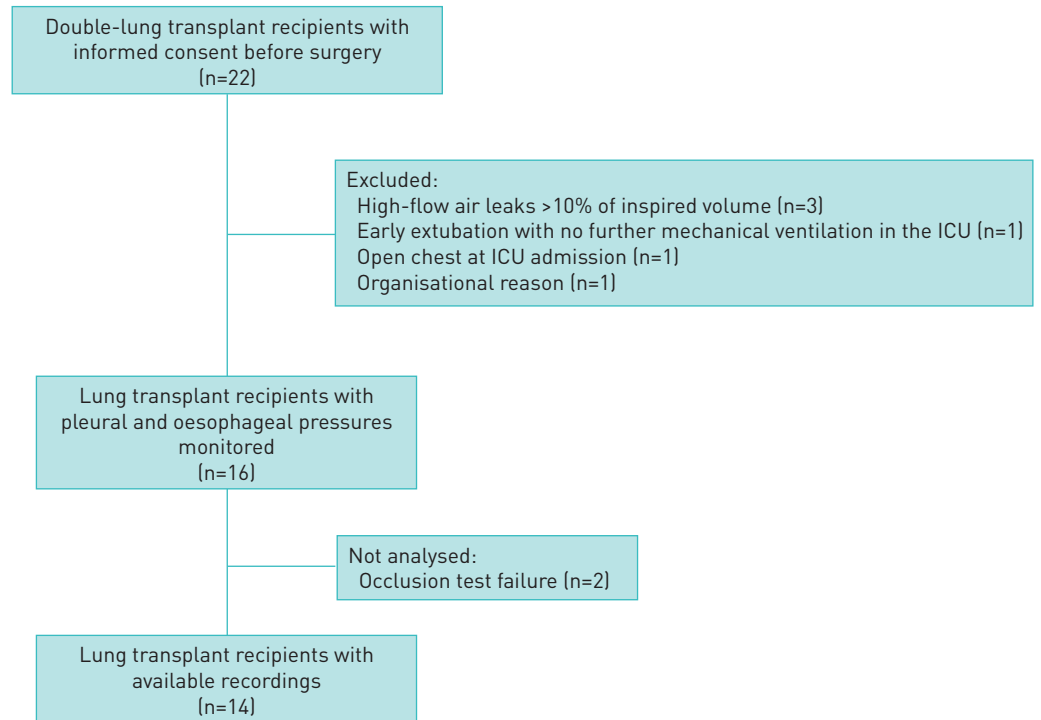 Double-lung transplant recipients with
informed consent before surgery
(n=22)
Excluded:
High-flow air leaks >10% of inspired volume (n=3)
Early extubation with no further mechanical ventilation in the ICU (n=1)
Open chest at ICU admission (n=1)
Organisational reason (n=1)
Lung transplant recipients with
pleural and oesophageal pressures
monitored
(n=16)
Not analysed:
Occlusion test failure (n=2)
Lung transplant recipients with
available recordings
(n=14)